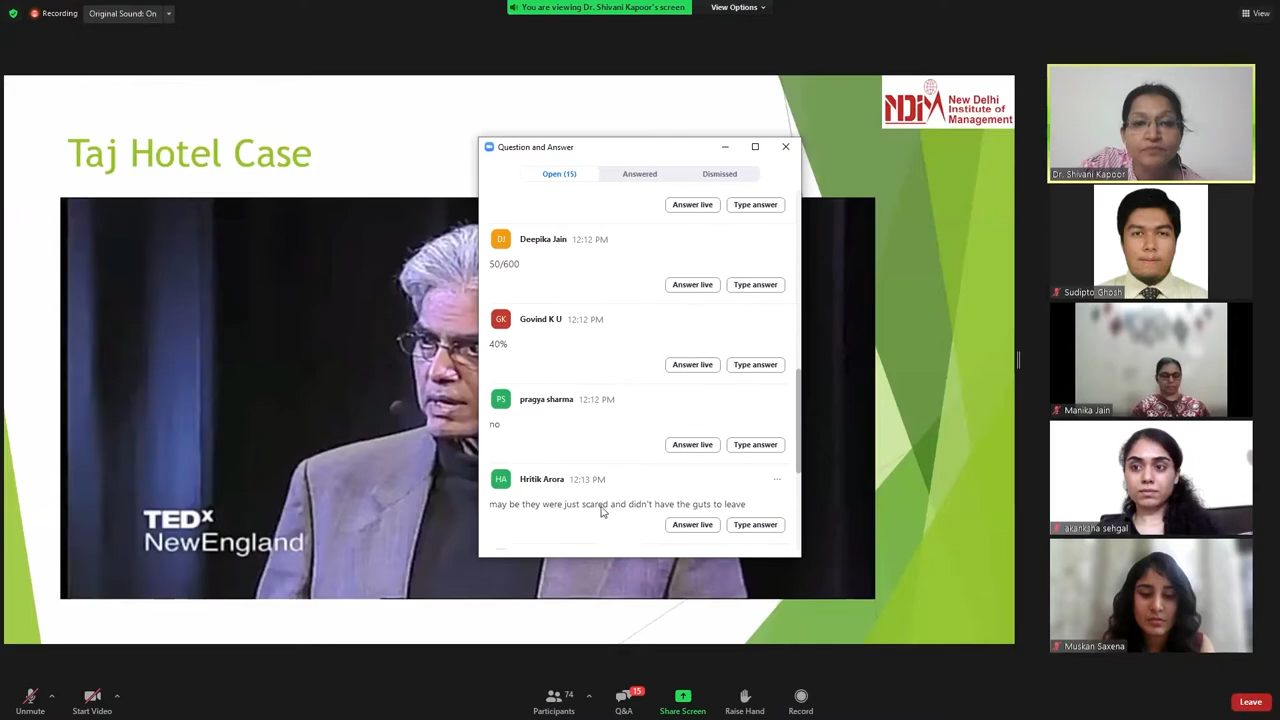 Recording
Original Sound: On
You are viewing Dr. Shivani Kapoor's screen
View Options
View
Taj Hotel Case
NDIM
New Delhi
Institute of
Management
TEDx
NewEngland
Question and Answer
Open (15) Answered Dismissed
Answer live Type answer
DJ Deepika Jain 12:12 PM
50/600
Answer live Type answer
GK Govind K U 12:12 PM
40%
Answer live Type answer
PS pragya sharma 12:12 PM
no
Answer live Type answer
HA Hritik Arora 12:13 PM ...
may be they were just scared and didn't have the guts to leave
Answer live Type answer
Dr. Shivani Kapoor
Sudipto Ghosh
Manika Jain
akanksha sehgal
Muskan Saxena
Unmute
Start Video
74
Participants
15
Q&A
Share Screen
Raise Hand
Record
Leave